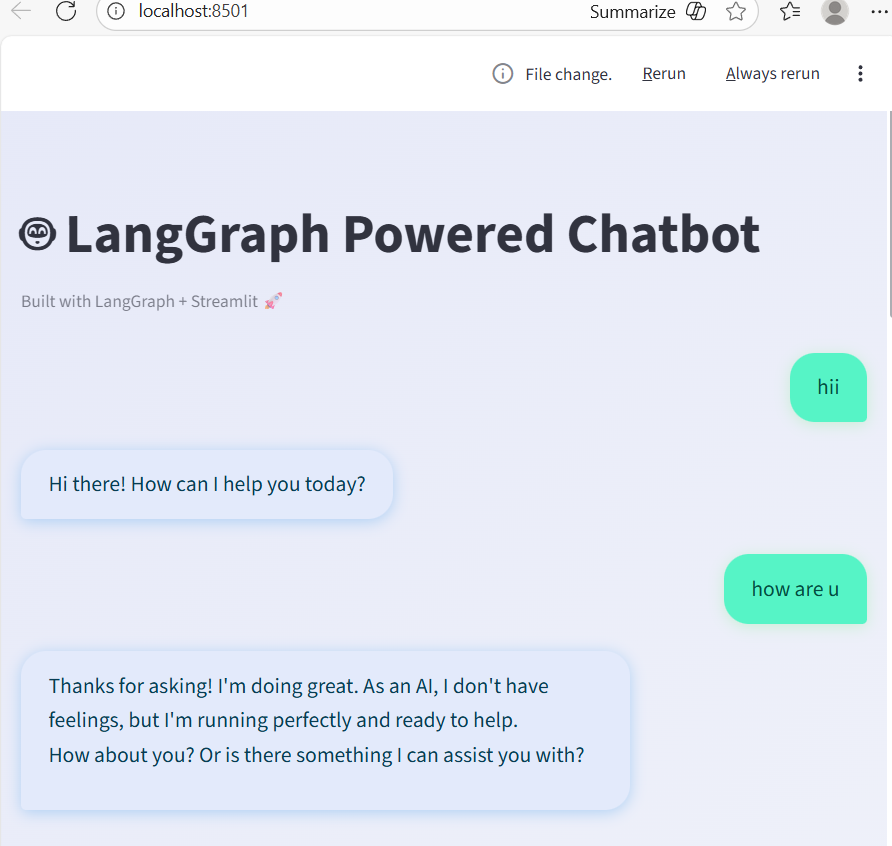 localhost:8501
Summarize
File change.
Rerun
Always rerun
LangGraph Powered Chatbot
Built with LangGraph + Streamlit 🚀
hii
Hi there! How can I help you today?
how are u
Thanks for asking! I'm doing great. As an AI, I don't have
feelings, but I'm running perfectly and ready to help.
How about you? Or is there something I can assist you with?